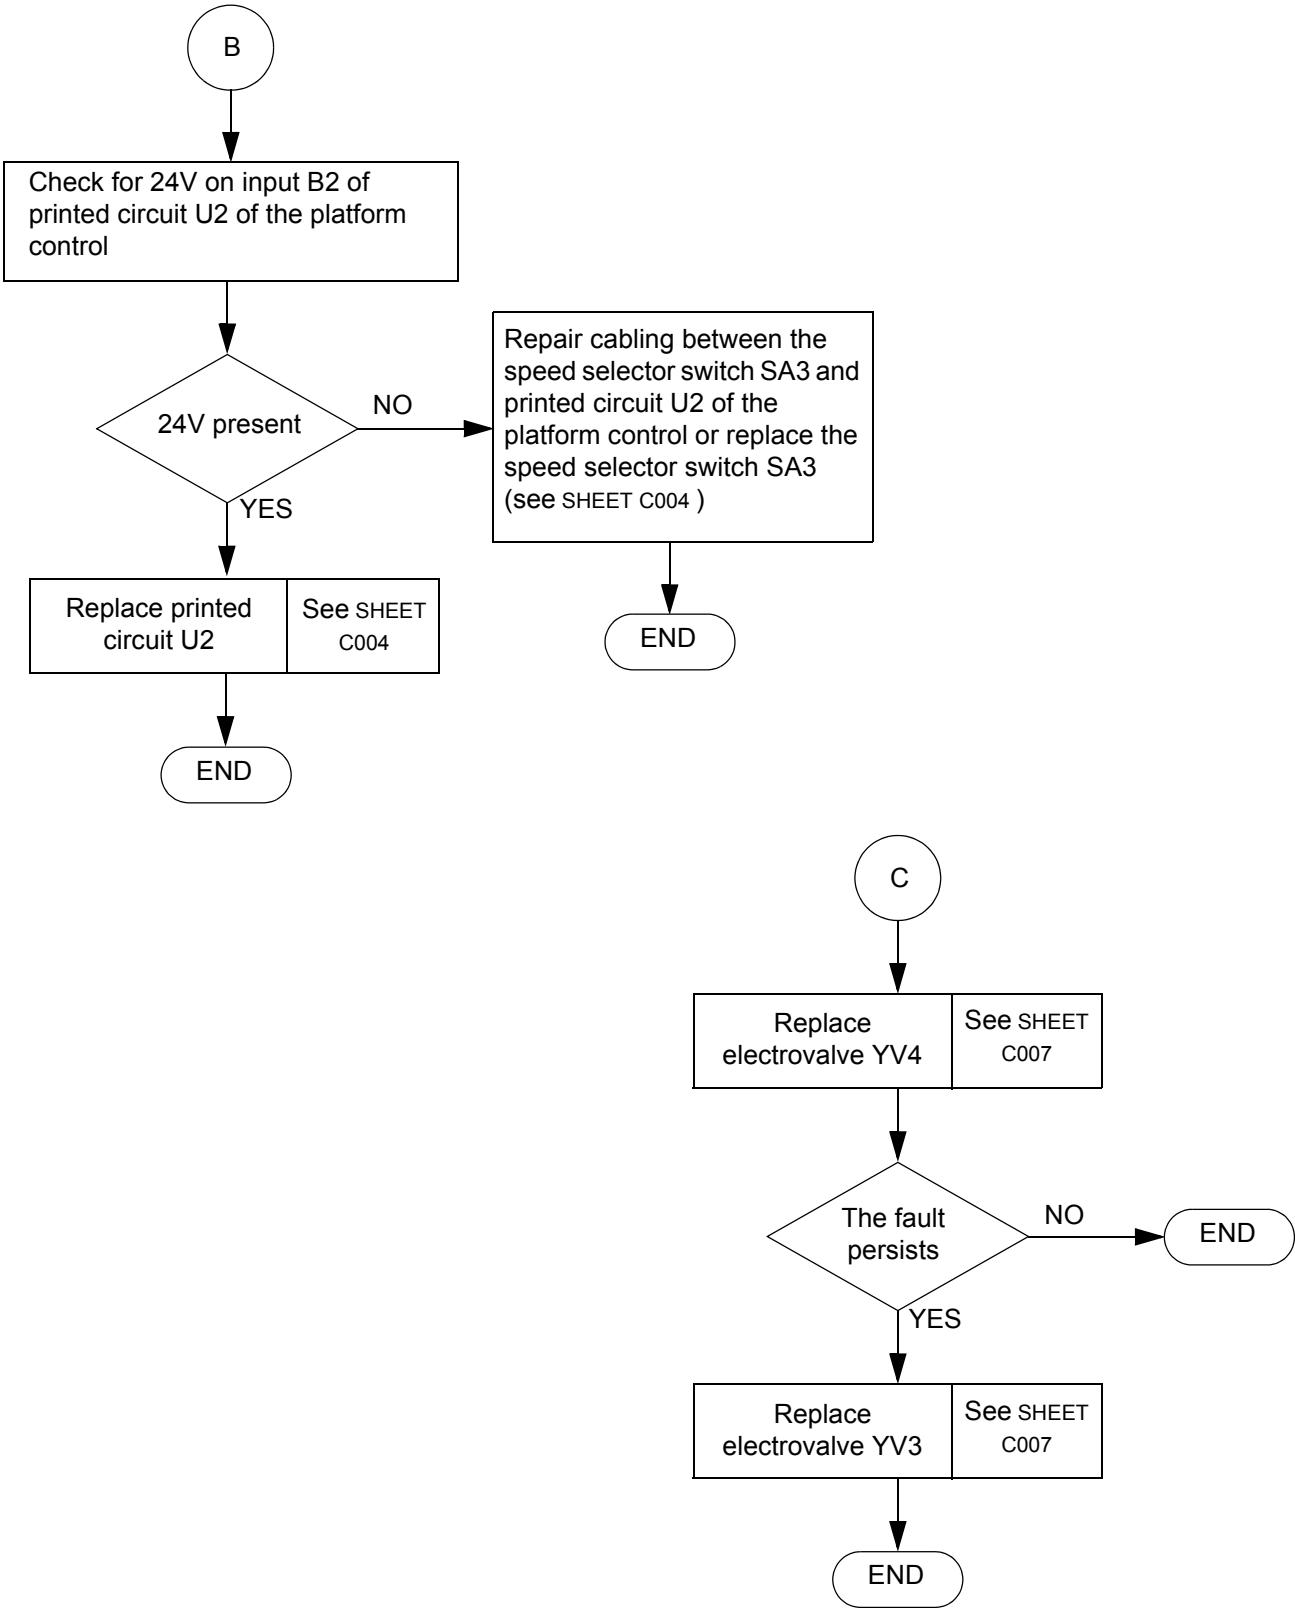 B
Check for 24V on input B2 of
printed circuit U2 of the platform
control
24V present
NO
Repair cabling between the
speed selector switch SA3 and
printed circuit U2 of the
platform control or replace the
speed selector switch SA3
(see SHEET C004 )
YES
Replace printed
circuit U2
See SHEET
C004
END
END
C
Replace
electrovalve YV4
See SHEET
C007
The fault
persists
NO
END
YES
Replace
electrovalve YV3
See SHEET
C007
END